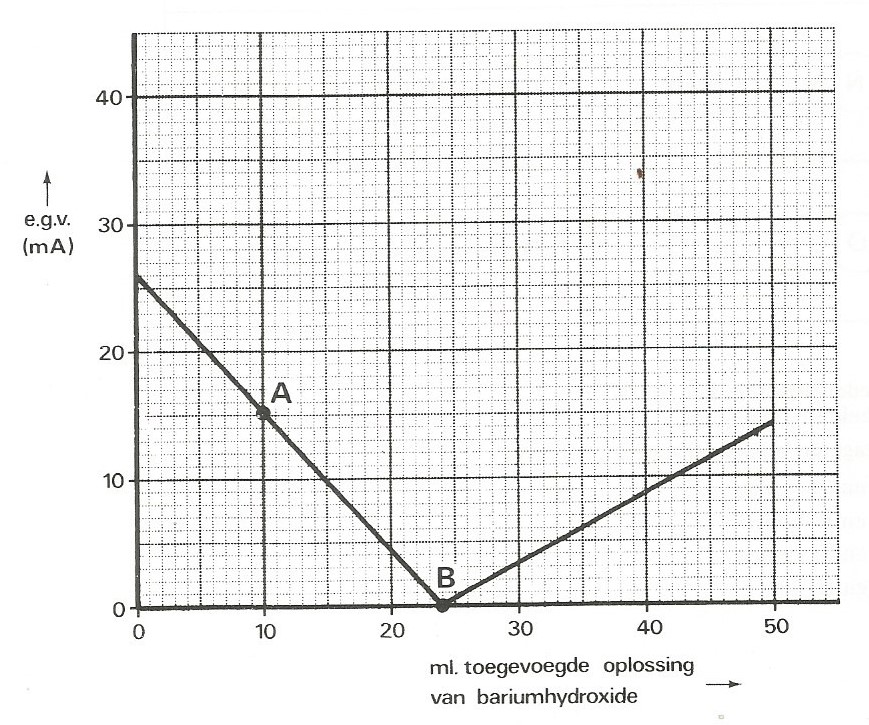 40
e.g.v.
30
(mA)
20
A
10
B
0
0 10 20 30 40 50
ml. toegevoegde oplossing
van bariumhydroxide